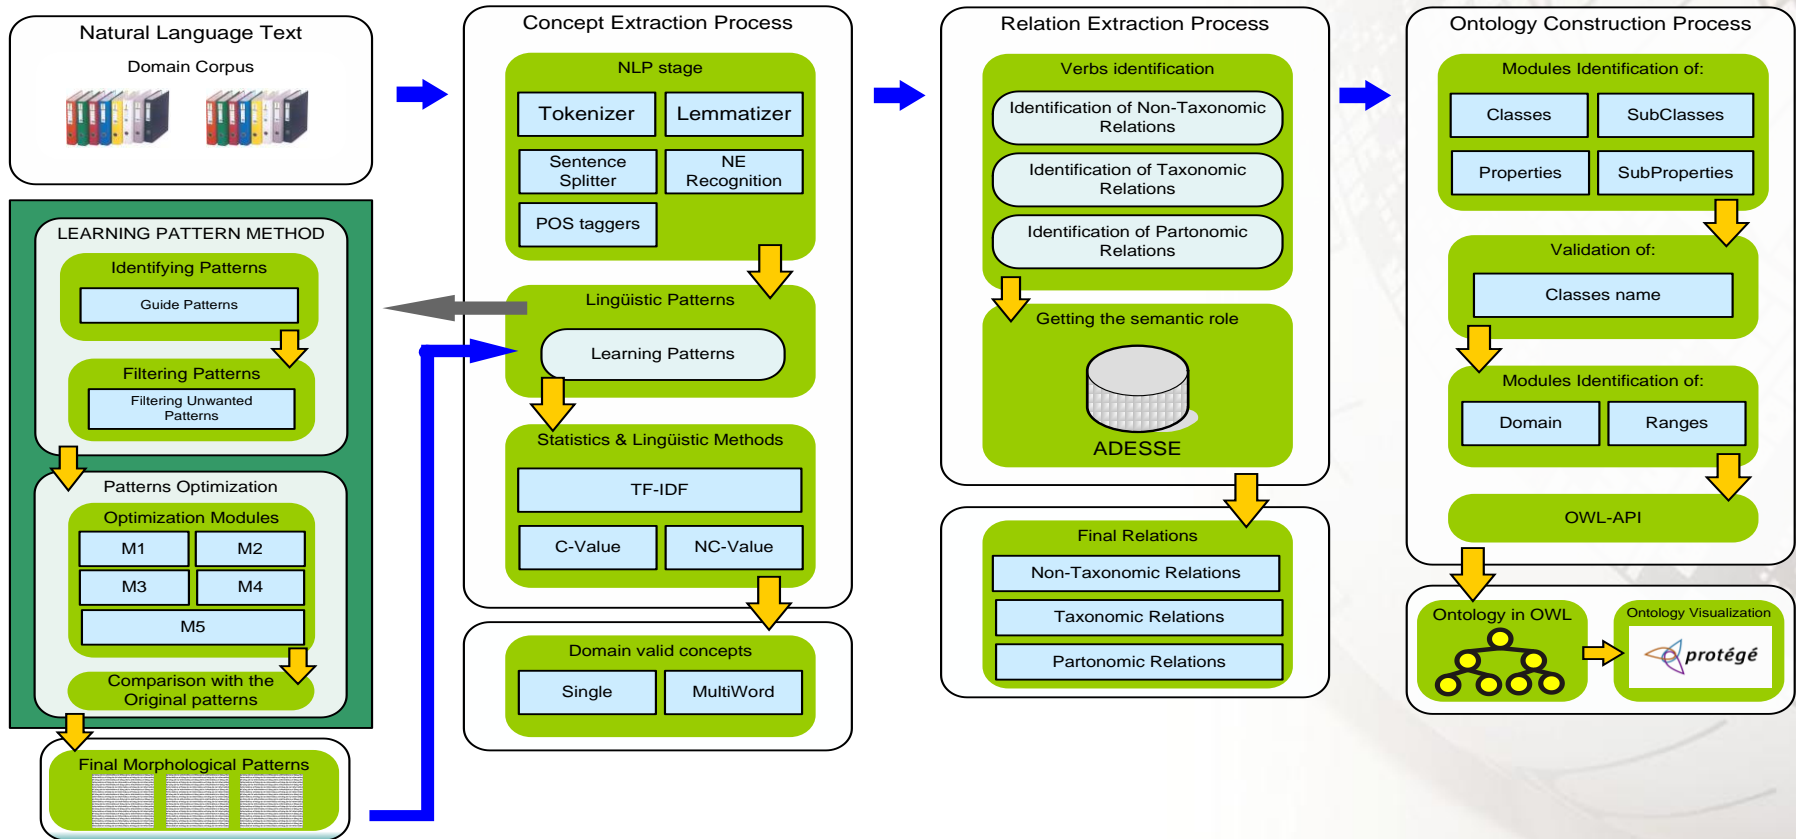 Natural Language Text
Domain Corpus
LEARNING PATTERN METHOD
Identifying Patterns
Guide Patterns
Filtering Patterns
Filtering Unwanted
Patterns
Patterns Optimization
Optimization Modules
M1
M2
M3
M4
M5
Comparison with the
Original patterns
Final Morphological Patterns
Concept Extraction Process
NLP stage
Tokenizer
Lemmatizer
Sentence
Splitter
NE
Recognition
POS taggers
Lingüistic Patterns
Learning Patterns
Statistics & Lingüistic Methods
TF-IDF
C-Value
NC-Value
Domain valid concepts
Single
MultiWord
Relation Extraction Process
Verbs identification
Identification of Non-Taxonomic
Relations
Identification of Taxonomic
Relations
Identification of Partonomic
Relations
Getting the semantic role
ADESSE
Final Relations
Non-Taxonomic Relations
Taxonomic Relations
Partonomic Relations
Ontology Construction Process
Modules Identification of:
Classes
SubClasses
Properties
SubProperties
Validation of:
Classes name
Modules Identification of:
Domain
Ranges
OWL-API
Ontology in OWL
Ontology Visualization
protégé